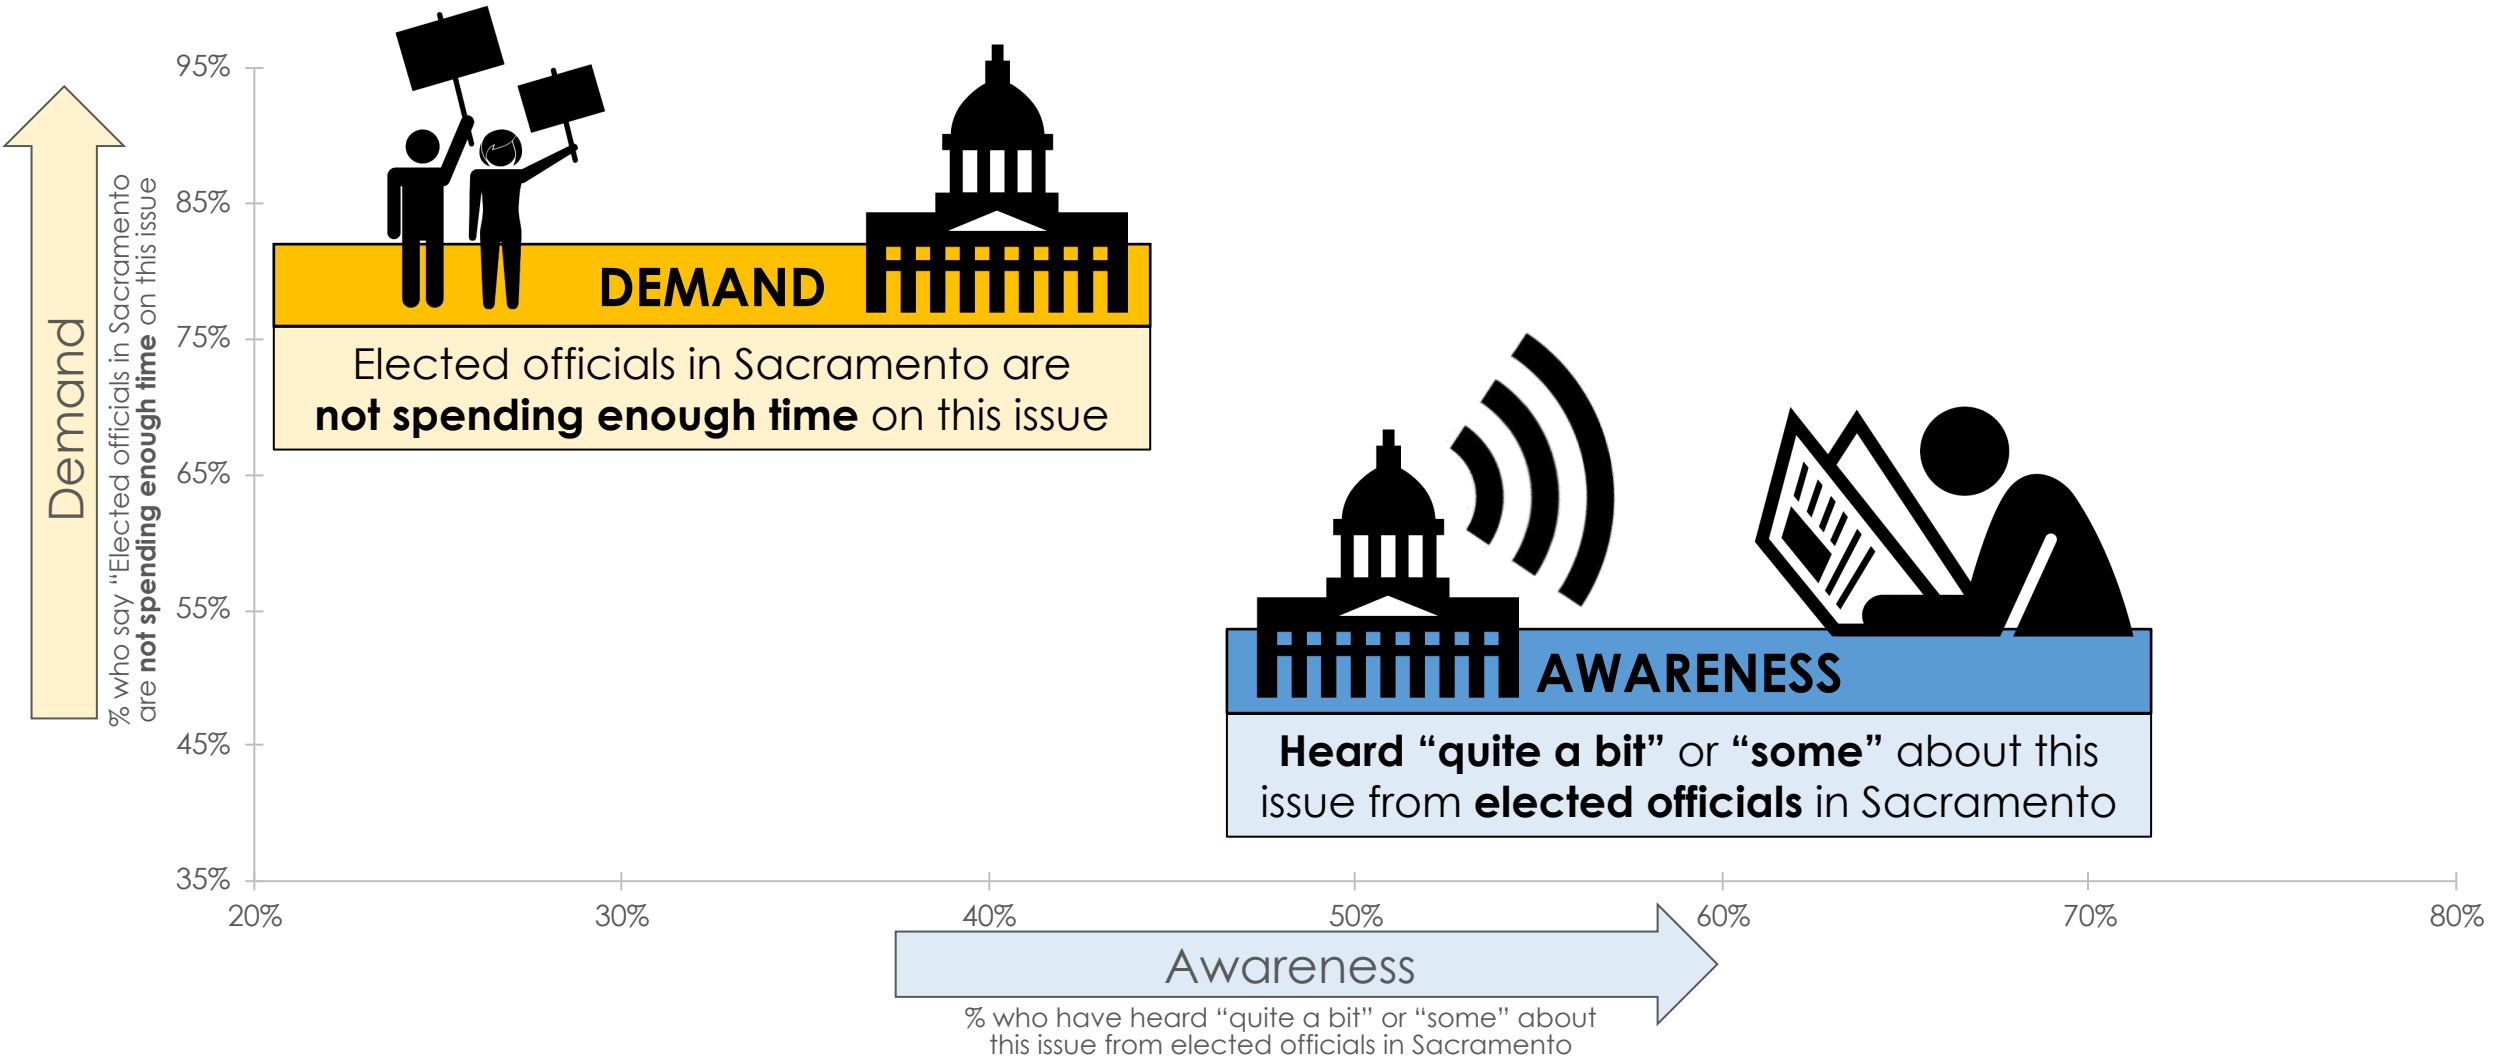 95%
85%
75%
65%
55%
45%
35%
Demand
% who say “Elected officials in Sacramento
are not spending enough time on this issue
DEMAND
Elected officials in Sacramento are
not spending enough time on this issue
AWARENESS
Heard “quite a bit” or “some” about this
issue from elected officials in Sacramento
20%
30%
40%
50%
60%
70%
80%
Awareness
% who have heard “quite a bit” or “some” about
this issue from elected officials in Sacramento